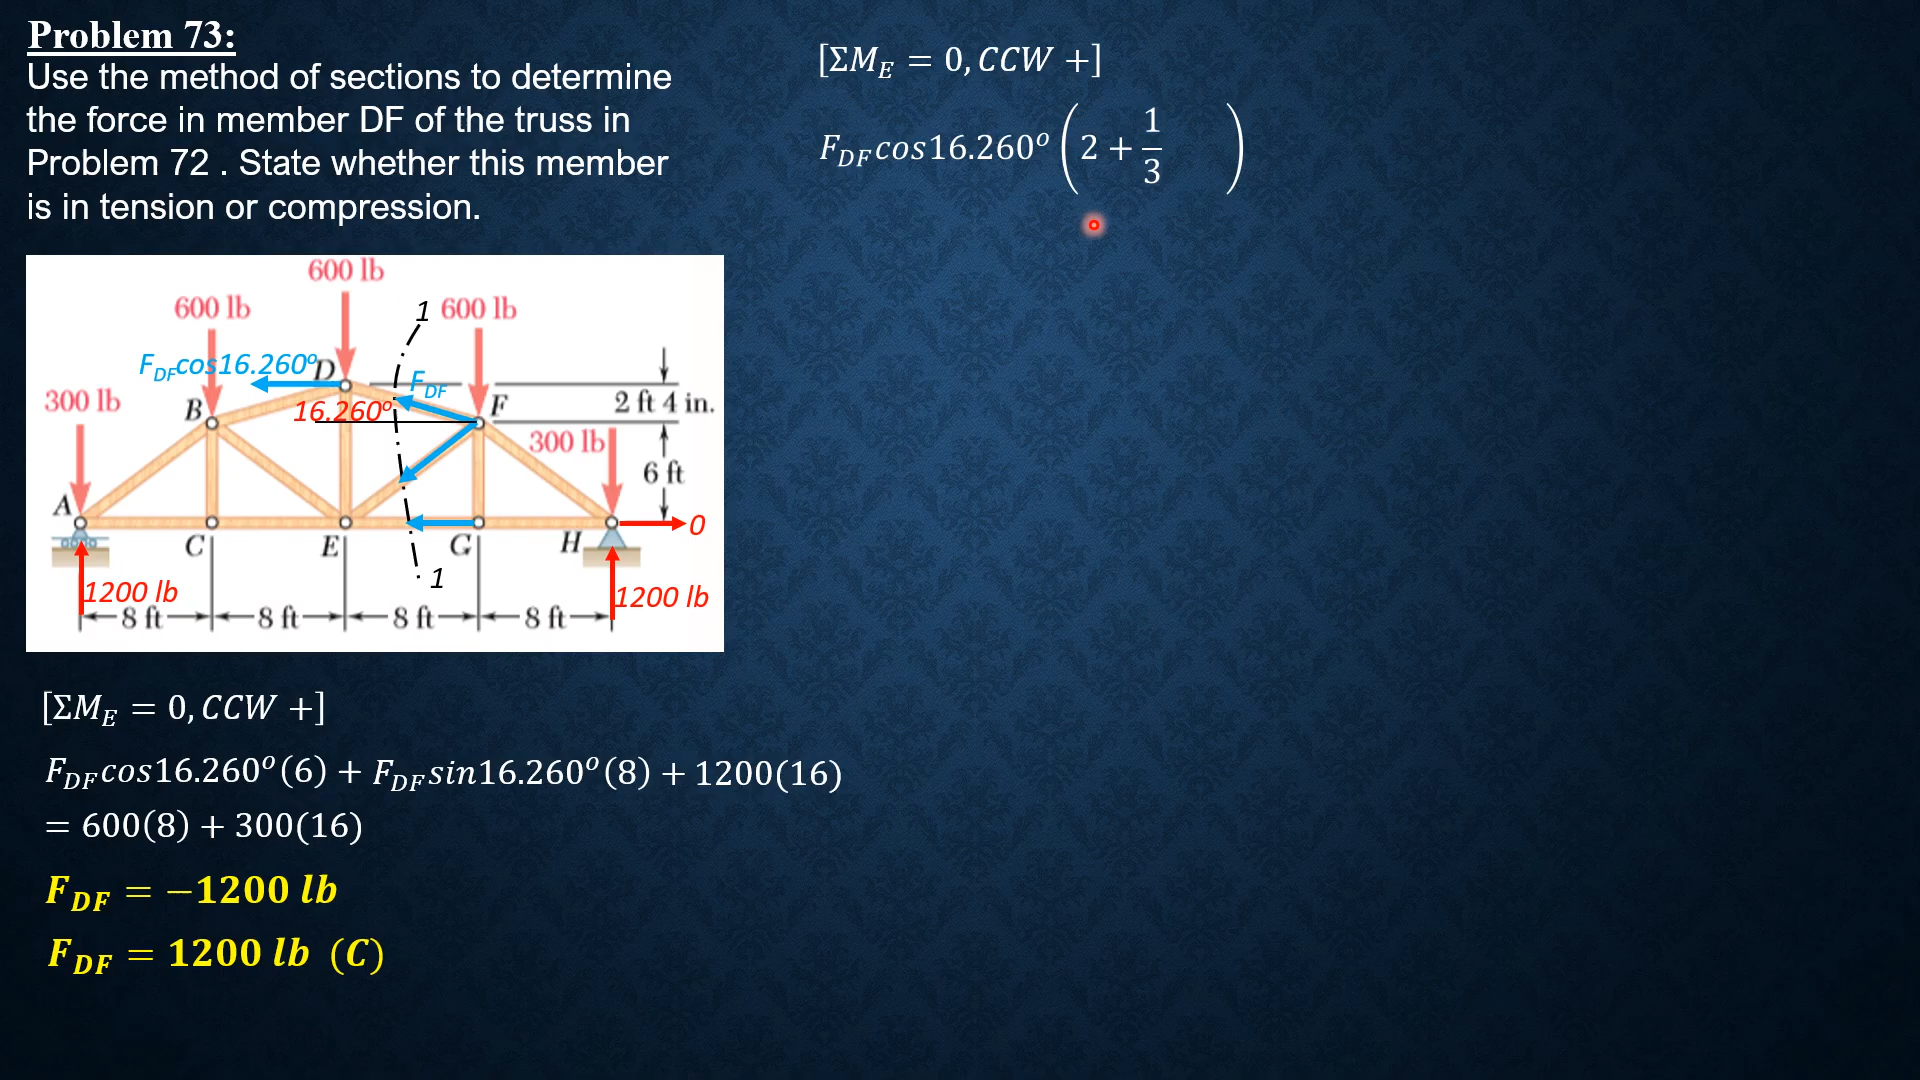 Problem 73:
Use the method of sections to determine
the force in member DF of the truss in
Problem 72 . State whether this member
is in tension or compression.
[ΣM_E = 0, CCW +]
F_DF cos16.260° (2 + 1/3 )
600 lb
600 lb
1 600 lb
F_DF cos16.260° D
F_DF
300 lb
B
16.260°
F
2 ft 4 in.
300 lb
6 ft
A
0
C
E
G
H
1
1200 lb
1200 lb
8 ft
8 ft
8 ft
8 ft
[ΣM_E = 0, CCW +]
F_DF cos16.260° (6) + F_DF sin16.260° (8) + 1200(16)
= 600(8) + 300(16)
F_DF = −1200 lb
F_DF = 1200 lb (C)